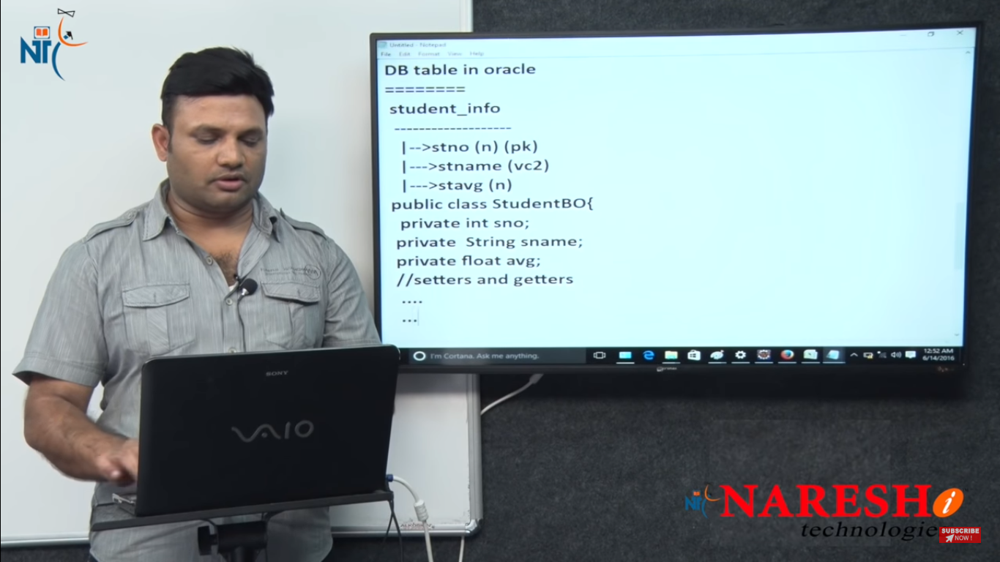 NT
Untitled - Notepad
File Edit Format View Help
DB table in oracle
========
student_info
-------------------
|-->stno (n) (pk)
|--->stname (vc2)
|--->stavg (n)
public class StudentBO{
private int sno;
private String sname;
private float avg;
//setters and getters
....
...
I'm Cortana. Ask me anything.
12:52 AM
6/14/2016
SONY
VAIO
NT NARESH i
technologie
SUBSCRIBE
NOW !